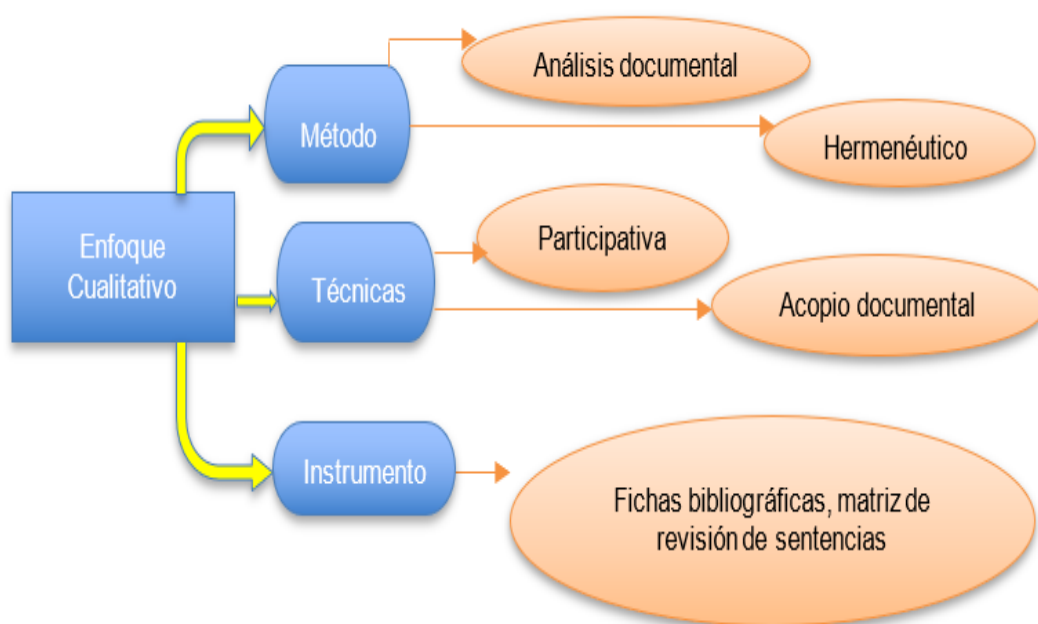 Análisis documental
Método
Hermenéutico
Enfoque
Cualitativo
Participativa
Técnicas
Acopio documental
Instrumento
Fichas bibliográficas, matriz de
revisión de sentencias